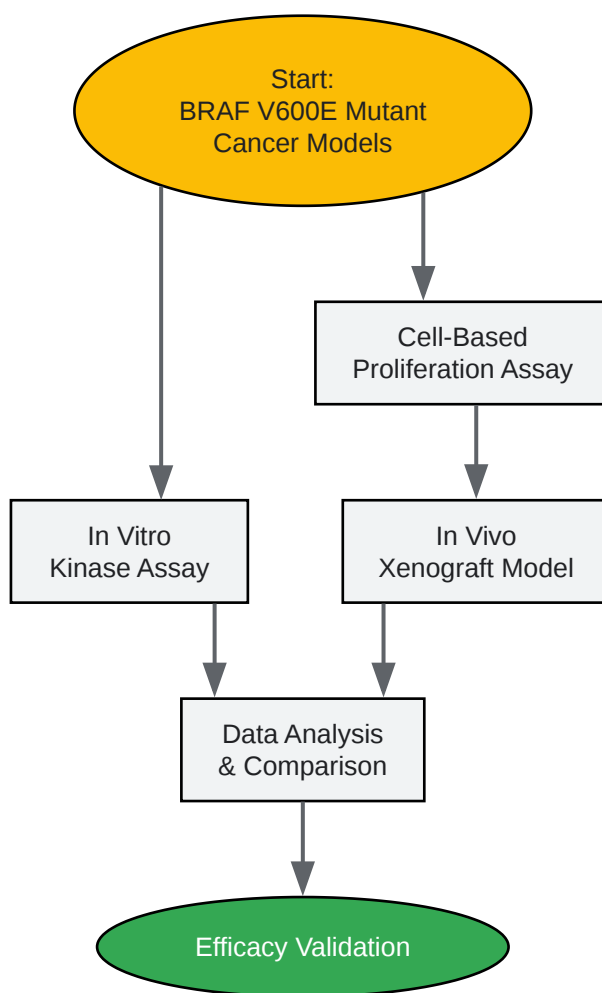 Start:
BRAF V600E Mutant
Cancer Models
Cell-Based
Proliferation Assay
In Vitro
Kinase Assay
In Vivo
Xenograft Model
Data Analysis
& Comparison
Efficacy Validation